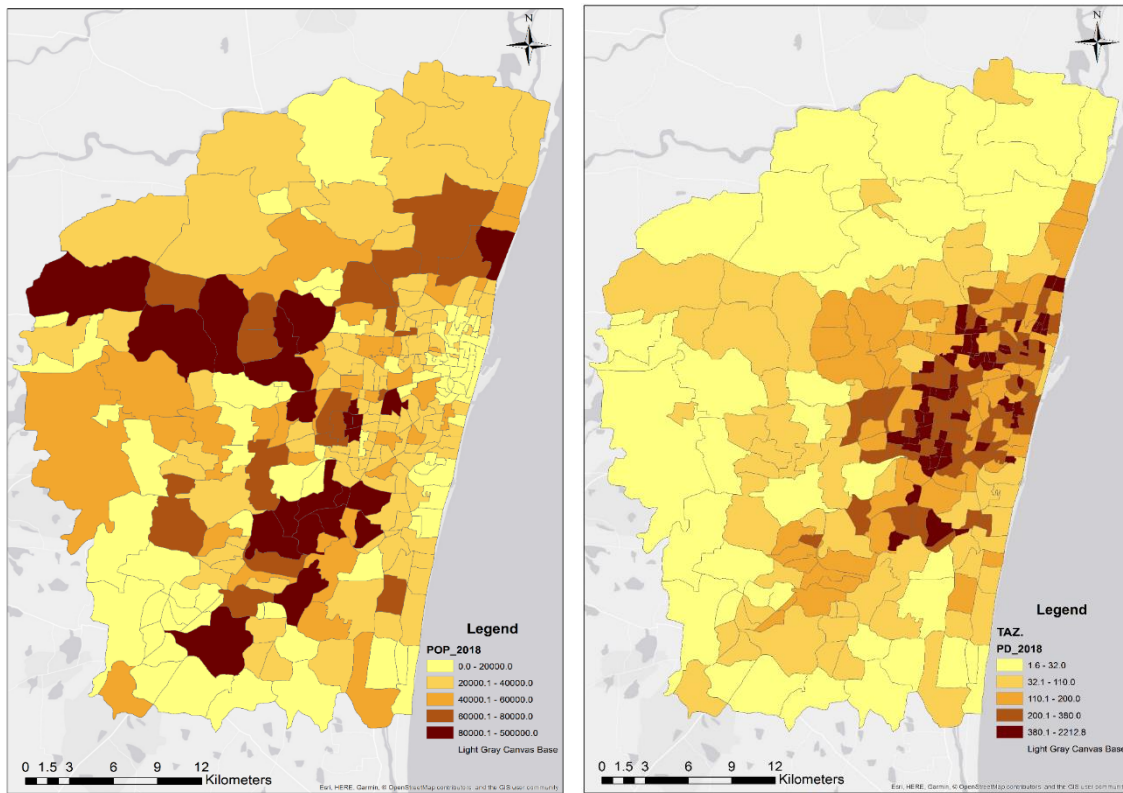 N
Legend
POP_2018
0.0 - 20000.0
20000.1 - 40000.0
40000.1 - 60000.0
60000.1 - 80000.0
80000.1 - 500000.0
Light Gray Canvas Base
0 1.5 3 6 9 12
Kilometers
Esri, HERE, Garmin, © OpenStreetMap contributors, and the GIS user community
N
Legend
TAZ.
PD_2018
1.6 - 32.0
32.1 - 110.0
110.1 - 200.0
200.1 - 380.0
380.1 - 2212.8
Light Gray Canvas Base
0 1.5 3 6 9 12
Kilometers
Esri, HERE, Garmin, © OpenStreetMap contributors, and the GIS user community